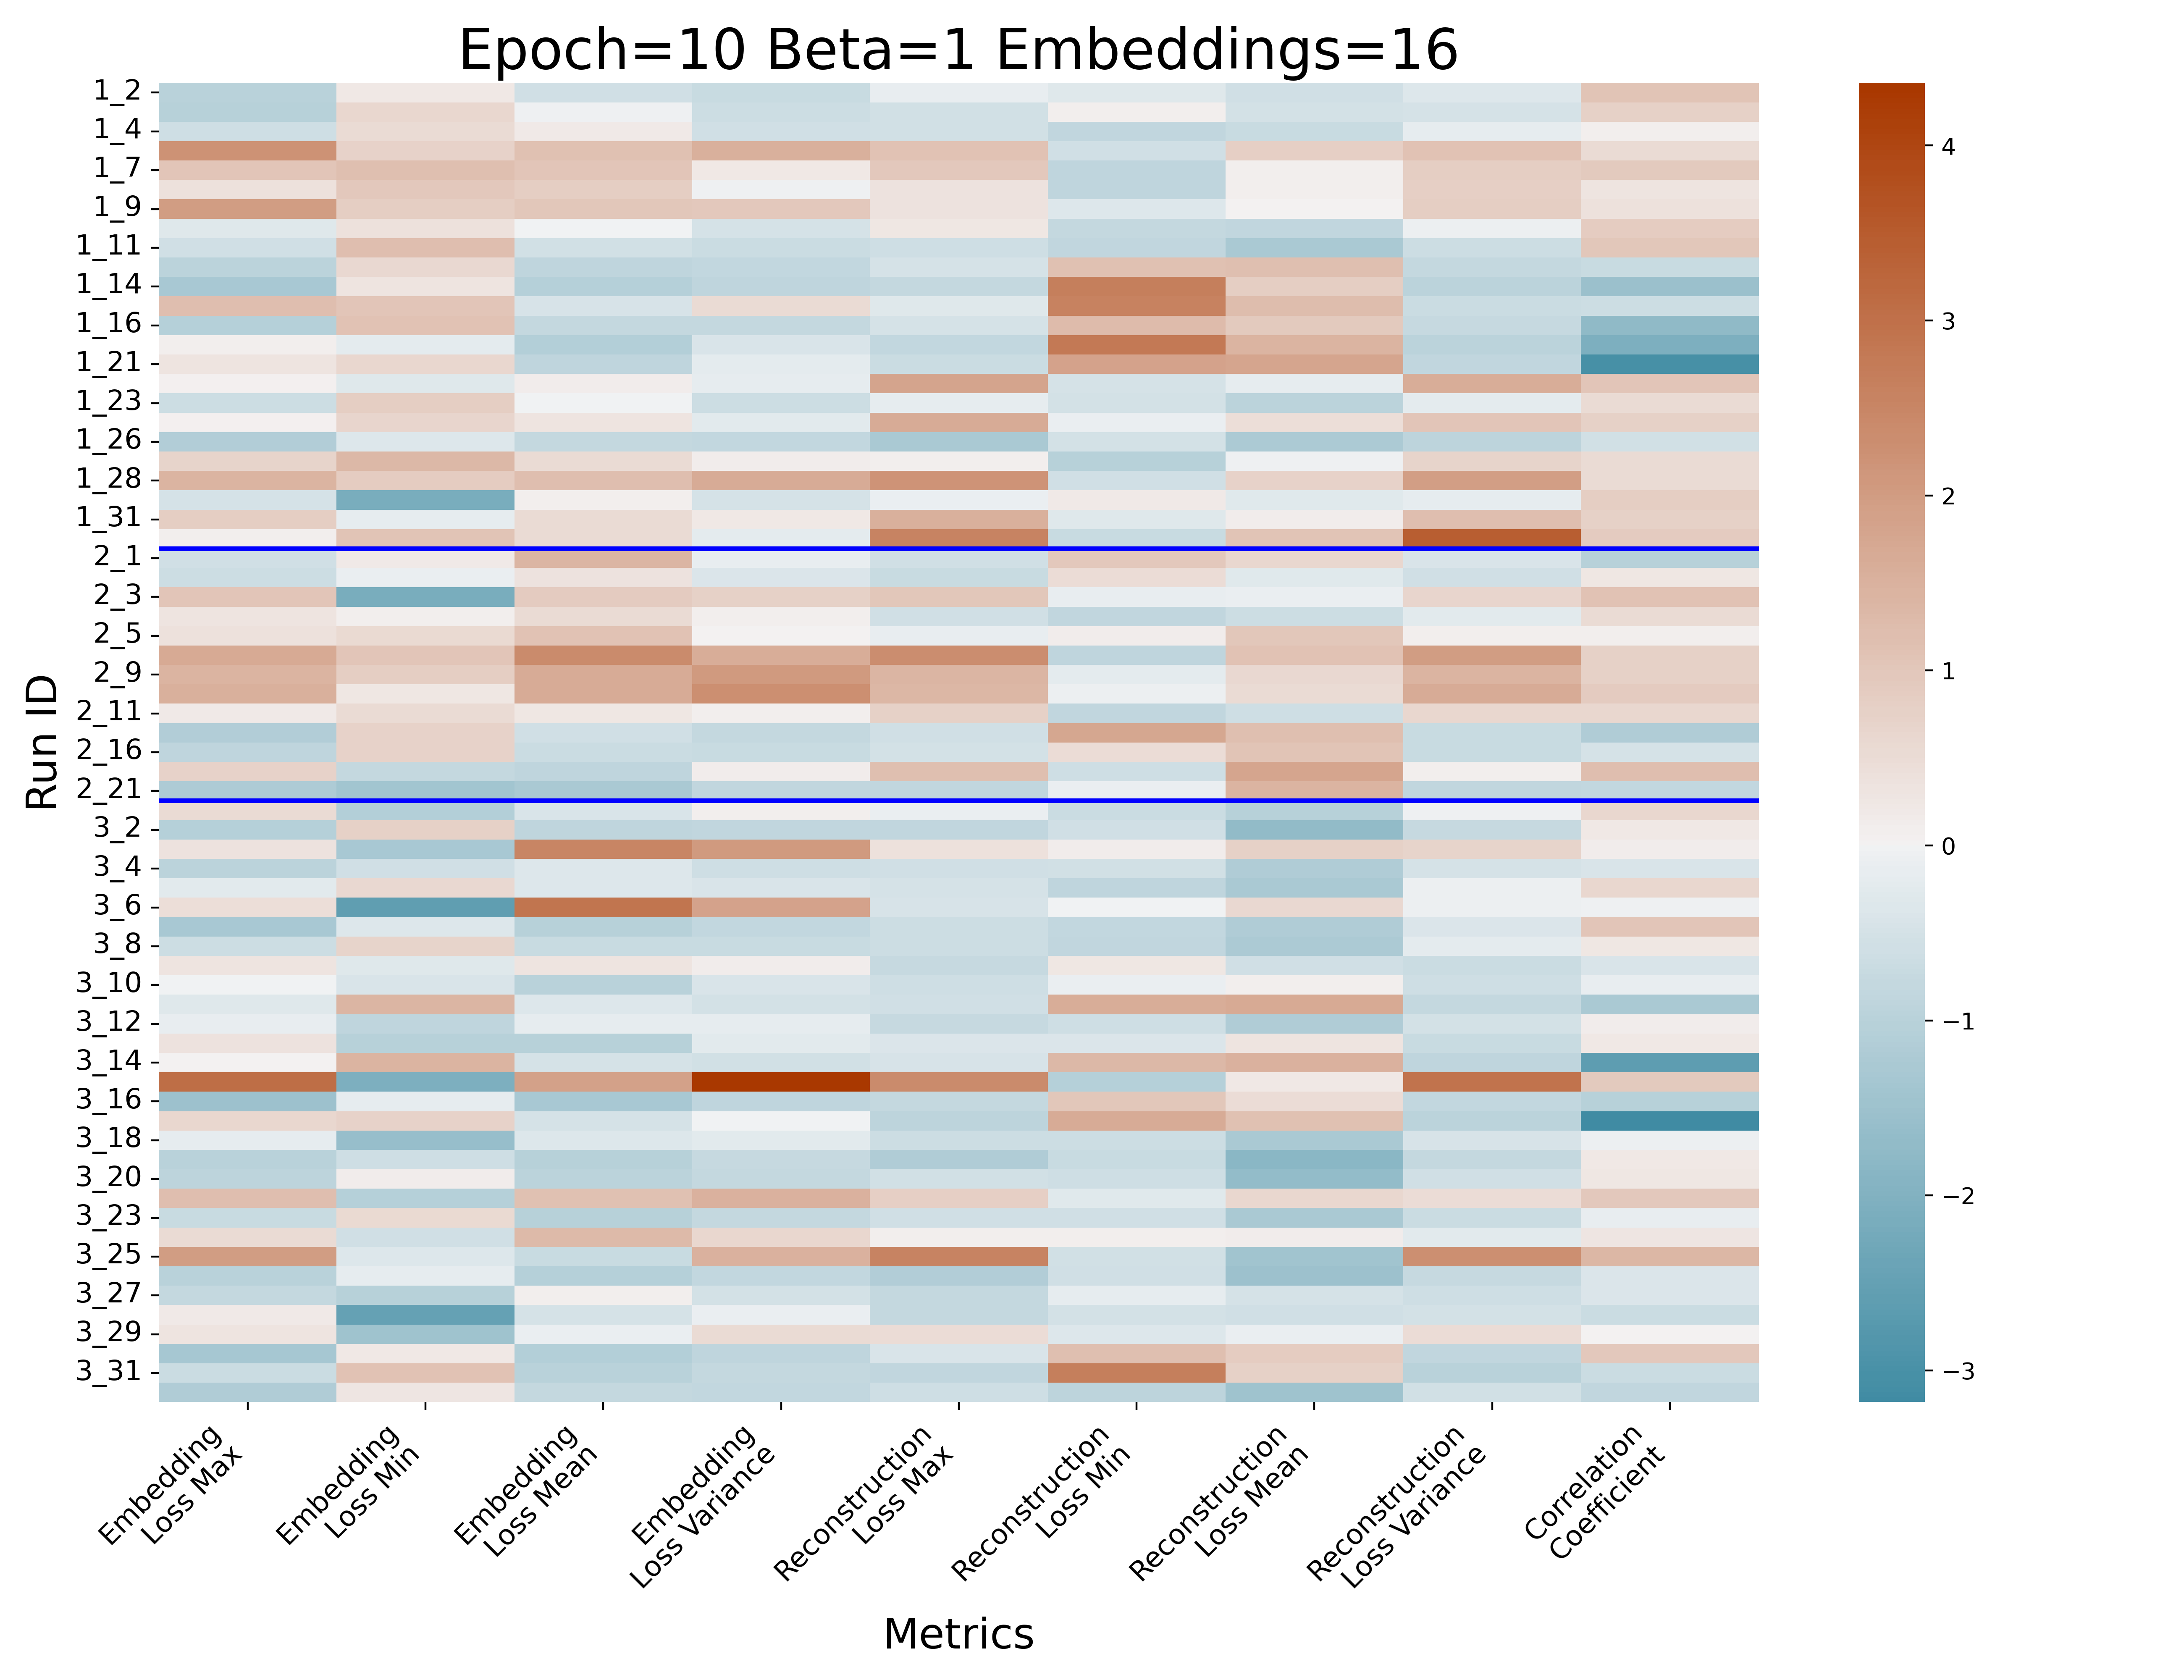 Epoch=10 Beta=1 Embeddings=16
Run ID
1_2
1_4
1_7
1_9
1_11
1_14
1_16
1_21
1_23
1_26
1_28
1_31
2_1
2_3
2_5
2_9
2_11
2_16
2_21
3_2
3_4
3_6
3_8
3_10
3_12
3_14
3_16
3_18
3_20
3_23
3_25
3_27
3_29
3_31
Embedding
Loss Max
Embedding
Loss Min
Embedding
Loss Mean
Embedding
Loss Variance
Reconstruction
Loss Max
Reconstruction
Loss Min
Reconstruction
Loss Mean
Reconstruction
Loss Variance
Correlation
Coefficient
Metrics
4
3
2
1
0
−1
−2
−3